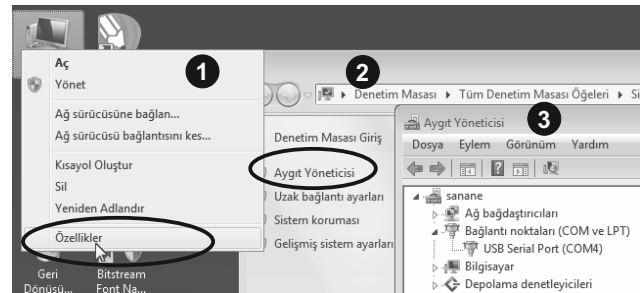 1
Aç
Yönet
Ağ sürücüsüne bağlan...
Ağ sürücüsü bağlantısını kes...
Kısayol Oluştur
Sil
Yeniden Adlandır
Özellikler
Geri
Dönüşü...
Bitstream
Font Na...
2
Denetim Masası ▸ Tüm Denetim Masası Öğeleri ▸ Si
Denetim Masası Giriş
Aygıt Yöneticisi
Uzak bağlantı ayarları
Sistem koruması
Gelişmiş sistem ayarları
3
Aygıt Yöneticisi
Dosya Eylem Görünüm Yardım
sanane
Ağ bağdaştırıcıları
Bağlantı noktaları (COM ve LPT)
USB Serial Port (COM4)
Bilgisayar
Depolama denetleyicileri